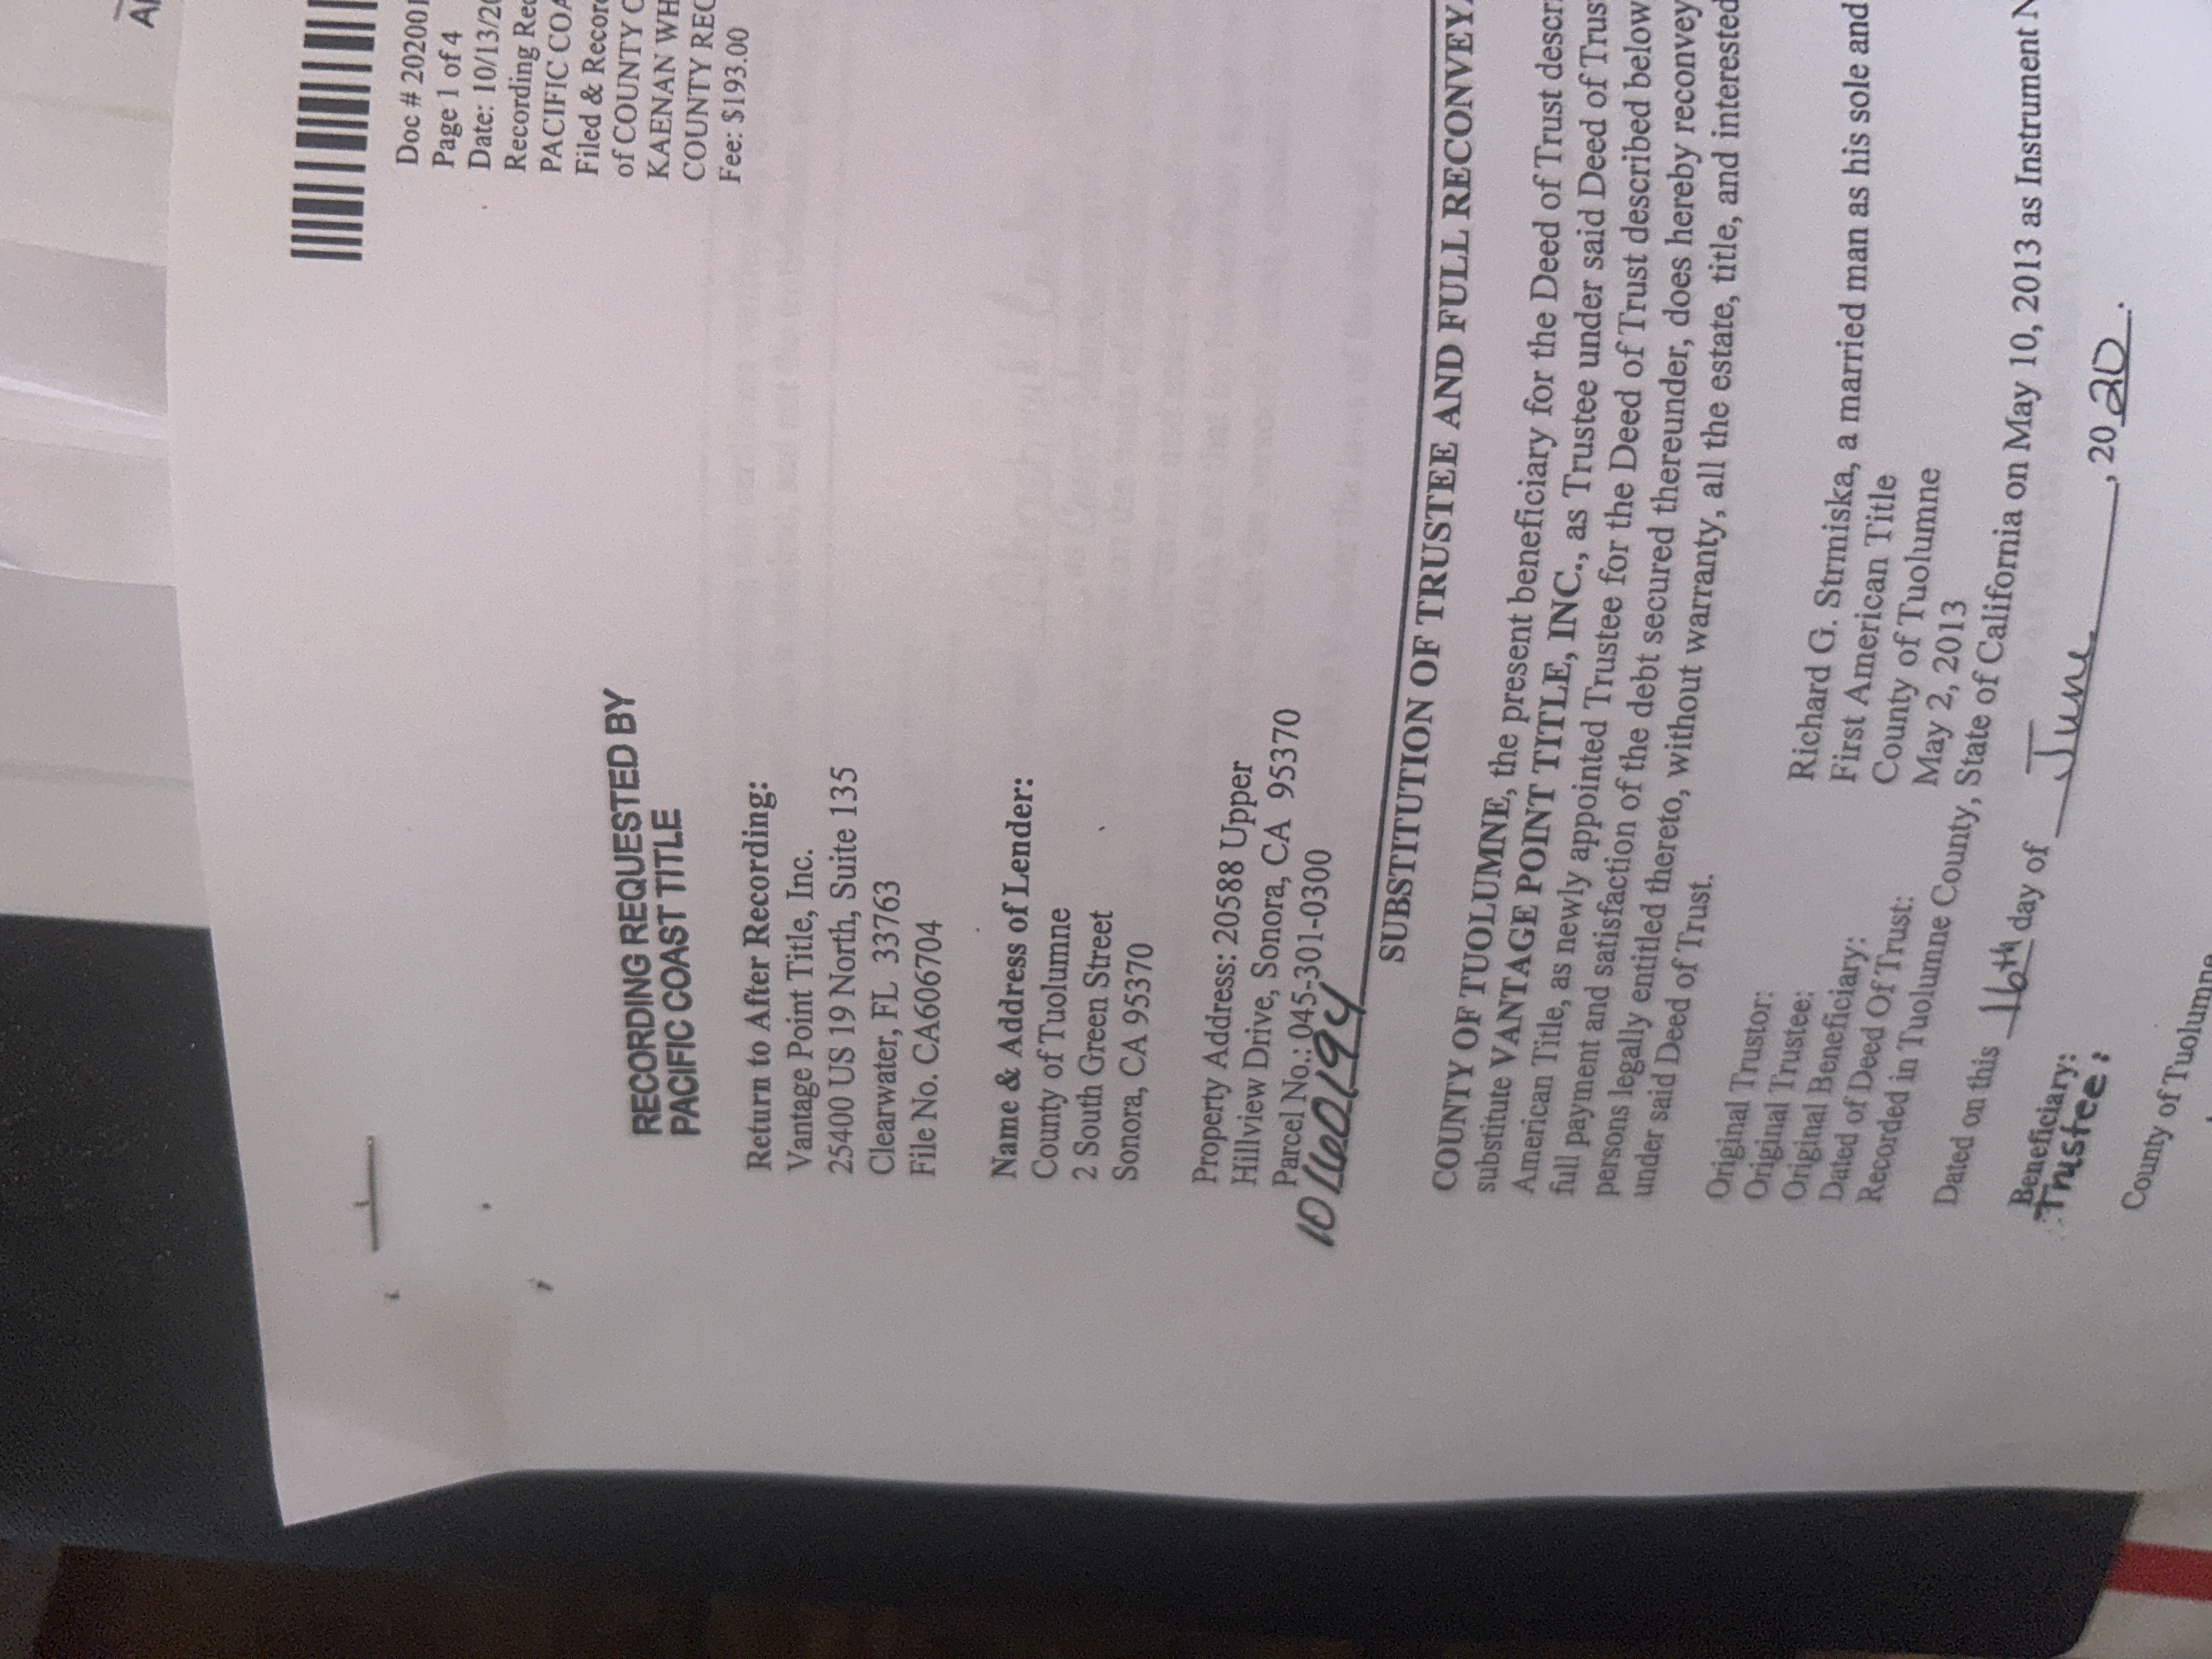 RECORDING REQUESTED BY
PACIFIC COAST TITLE
Doc # 202001
Page 1 of 4
Date: 10/13/20
Recording Req
PACIFIC COA
Filed & Record
of COUNTY O
KAENAN WH
COUNTY REC
Fee: $193.00
Return to After Recording:
Vantage Point Title, Inc.
25400 US 19 North, Suite 135
Clearwater, FL 33763
File No. CA606704
Name & Address of Lender:
County of Tuolumne
2 South Green Street
Sonora, CA 95370
Property Address: 20588 Upper
Hillview Drive, Sonora, CA 95370
Parcel No.: 045-301-0300
10160194
SUBSTITUTION OF TRUSTEE AND FULL RECONVEYA
COUNTY OF TUOLUMNE, the present beneficiary for the Deed of Trust descri
substitute VANTAGE POINT TITLE, INC., as Trustee under said Deed of Trus
American Title, as newly appointed Trustee for the Deed of Trust described below
full payment and satisfaction of the debt secured thereunder, does hereby reconvey
persons legally entitled thereto, without warranty, all the estate, title, and interested
under said Deed of Trust.
Original Trustor: Richard G. Strmiska, a married man as his sole and
Original Trustee: First American Title
Original Beneficiary: County of Tuolumne
Dated of Deed Of Trust: May 2, 2013
Recorded in Tuolumne County, State of California on May 10, 2013 as Instrument N
Dated on this 16th day of June, 2020.
Beneficiary:
Trustee:
County of Tuolumne